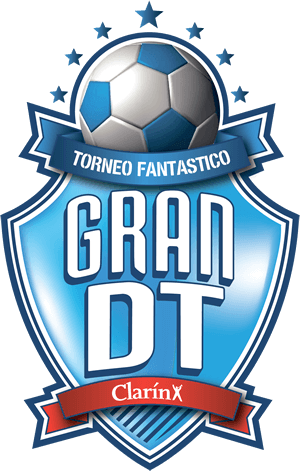 TORNEO FANTASTICO
GRAN
DT
Clarín